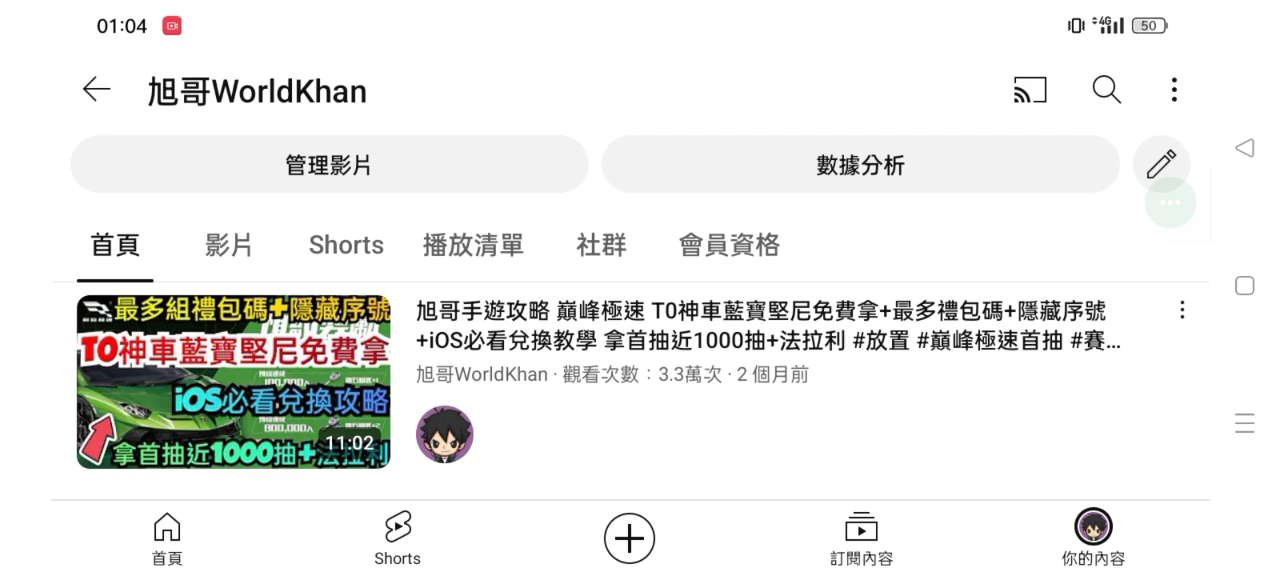 01:04
4G
50
旭哥WorldKhan
管理影片
數據分析
首頁
影片
Shorts
播放清單
社群
會員資格
最多組禮包碼+隱藏序號
T0神車藍寶堅尼免費拿
iOS必看兌換攻略
拿首抽近1000抽+法拉利
11:02
旭哥手遊攻略 巔峰極速 T0神車藍寶堅尼免費拿+最多禮包碼+隱藏序號
+iOS必看兌換教學 拿首抽近1000抽+法拉利 #放置 #巔峰極速首抽 #賽...
旭哥WorldKhan · 觀看次數：3.3萬次 · 2 個月前
首頁
Shorts
訂閱內容
你的內容